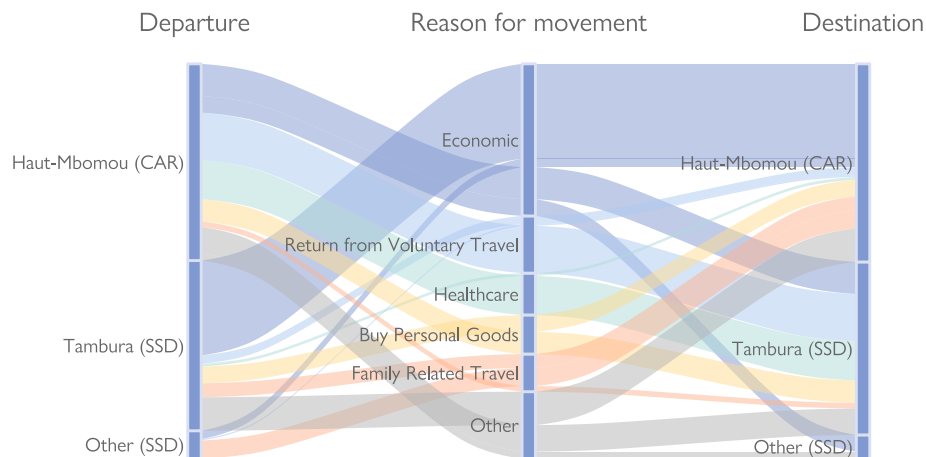 Departure Reason for movement Destination
Economic
Haut-Mbomou (CAR) Haut-Mbomou (CAR)
Return from Voluntary Travel
Healthcare
Buy Personal Goods
Tambura (SSD) Tambura (SSD)
Family Related Travel
Other
Other (SSD) Other (SSD)